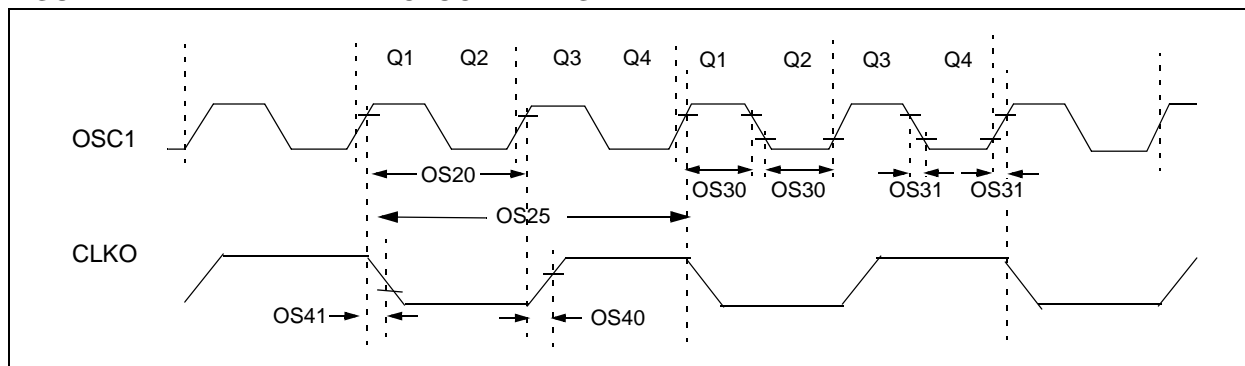 Q1 Q2 Q3 Q4 Q1 Q2 Q3 Q4
OSC1
OS20 OS30 OS30 OS31 OS31
OS25
CLKO
OS41 OS40